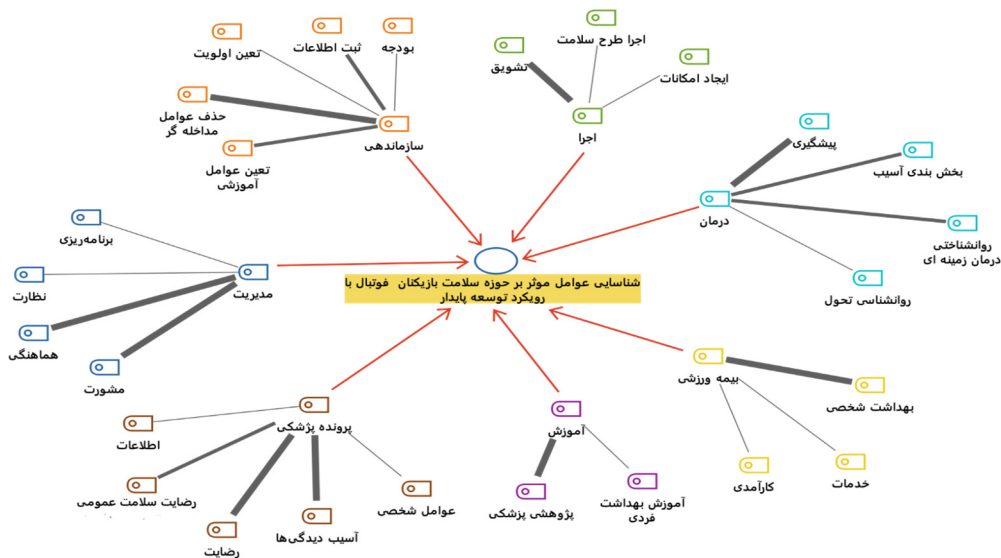 بودجه
ثبت اطلاعات
تعین اولویت
حذف عوامل
مداخله گر
تعین عوامل
آموزشی
سازماندهی
اجرا طرح سلامت
تشویق
ایجاد امکانات
اجرا
پیشگیری
بخش بندی آسیب
درمان
روانشناختی
درمان زمینه ای
روانشناسی تحول
برنامه‌ریزی
نظارت
مدیریت
هماهنگی
مشورت
شناسایی عوامل موثر بر حوزه سلامت بازیکنان فوتبال با
رویکرد توسعه پایدار
بیمه ورزشی
بهداشت شخصی
خدمات
کارآمدی
آموزش
آموزش بهداشت
فردی
پژوهشی پزشکی
پرونده پژشکی
اطلاعات
رضایت سلامت عمومی
رضایت
آسیب دیدگی‌ها
عوامل شخصی